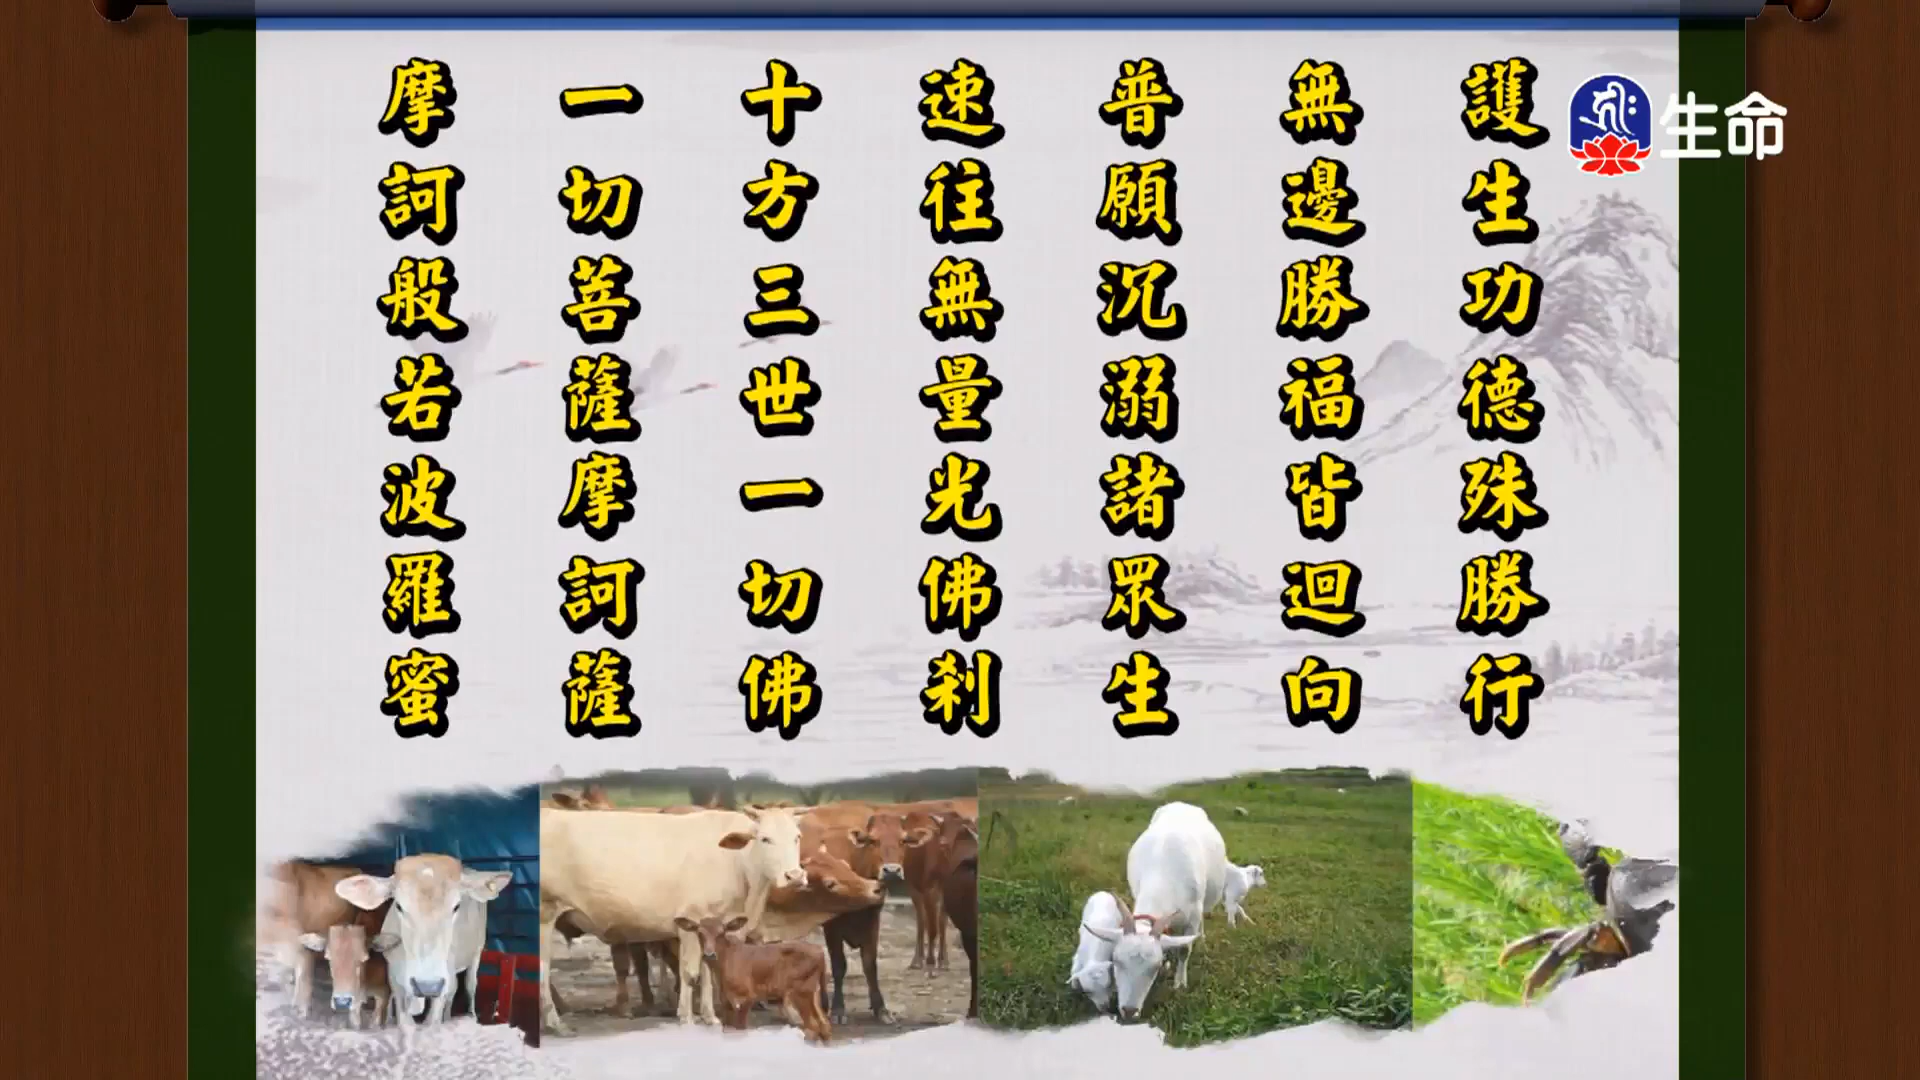 護生功德殊勝行
無邊勝福皆迴向
普願沉溺諸眾生
速往無量光佛剎
十方三世一切佛
一切菩薩摩訶薩
摩訶般若波羅蜜
生命